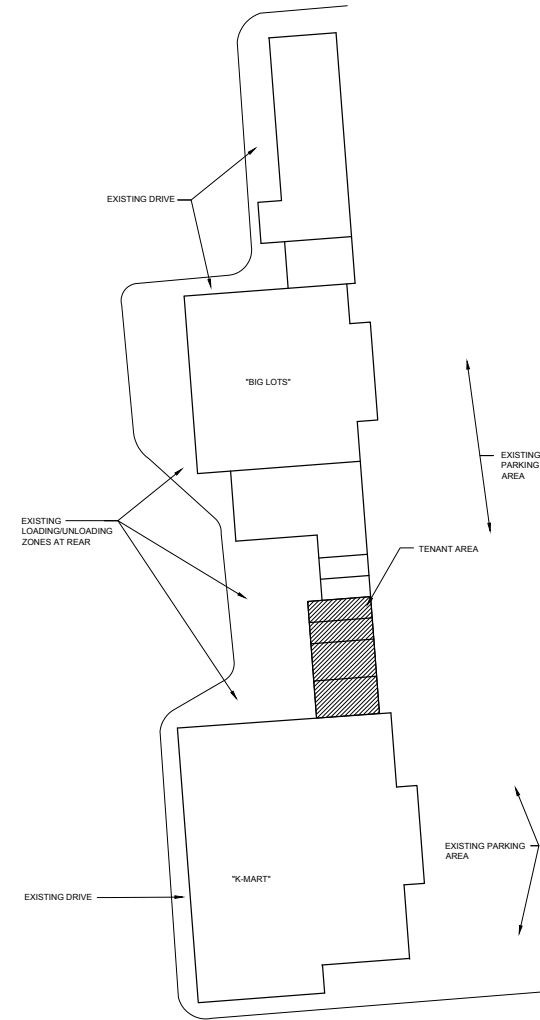 EXISTING DRIVE
"BIG LOTS"
EXISTING
PARKING
AREA
EXISTING
LOADING/UNLOADING
ZONES AT REAR
TENANT AREA
EXISTING PARKING
AREA
"K-MART"
EXISTING DRIVE